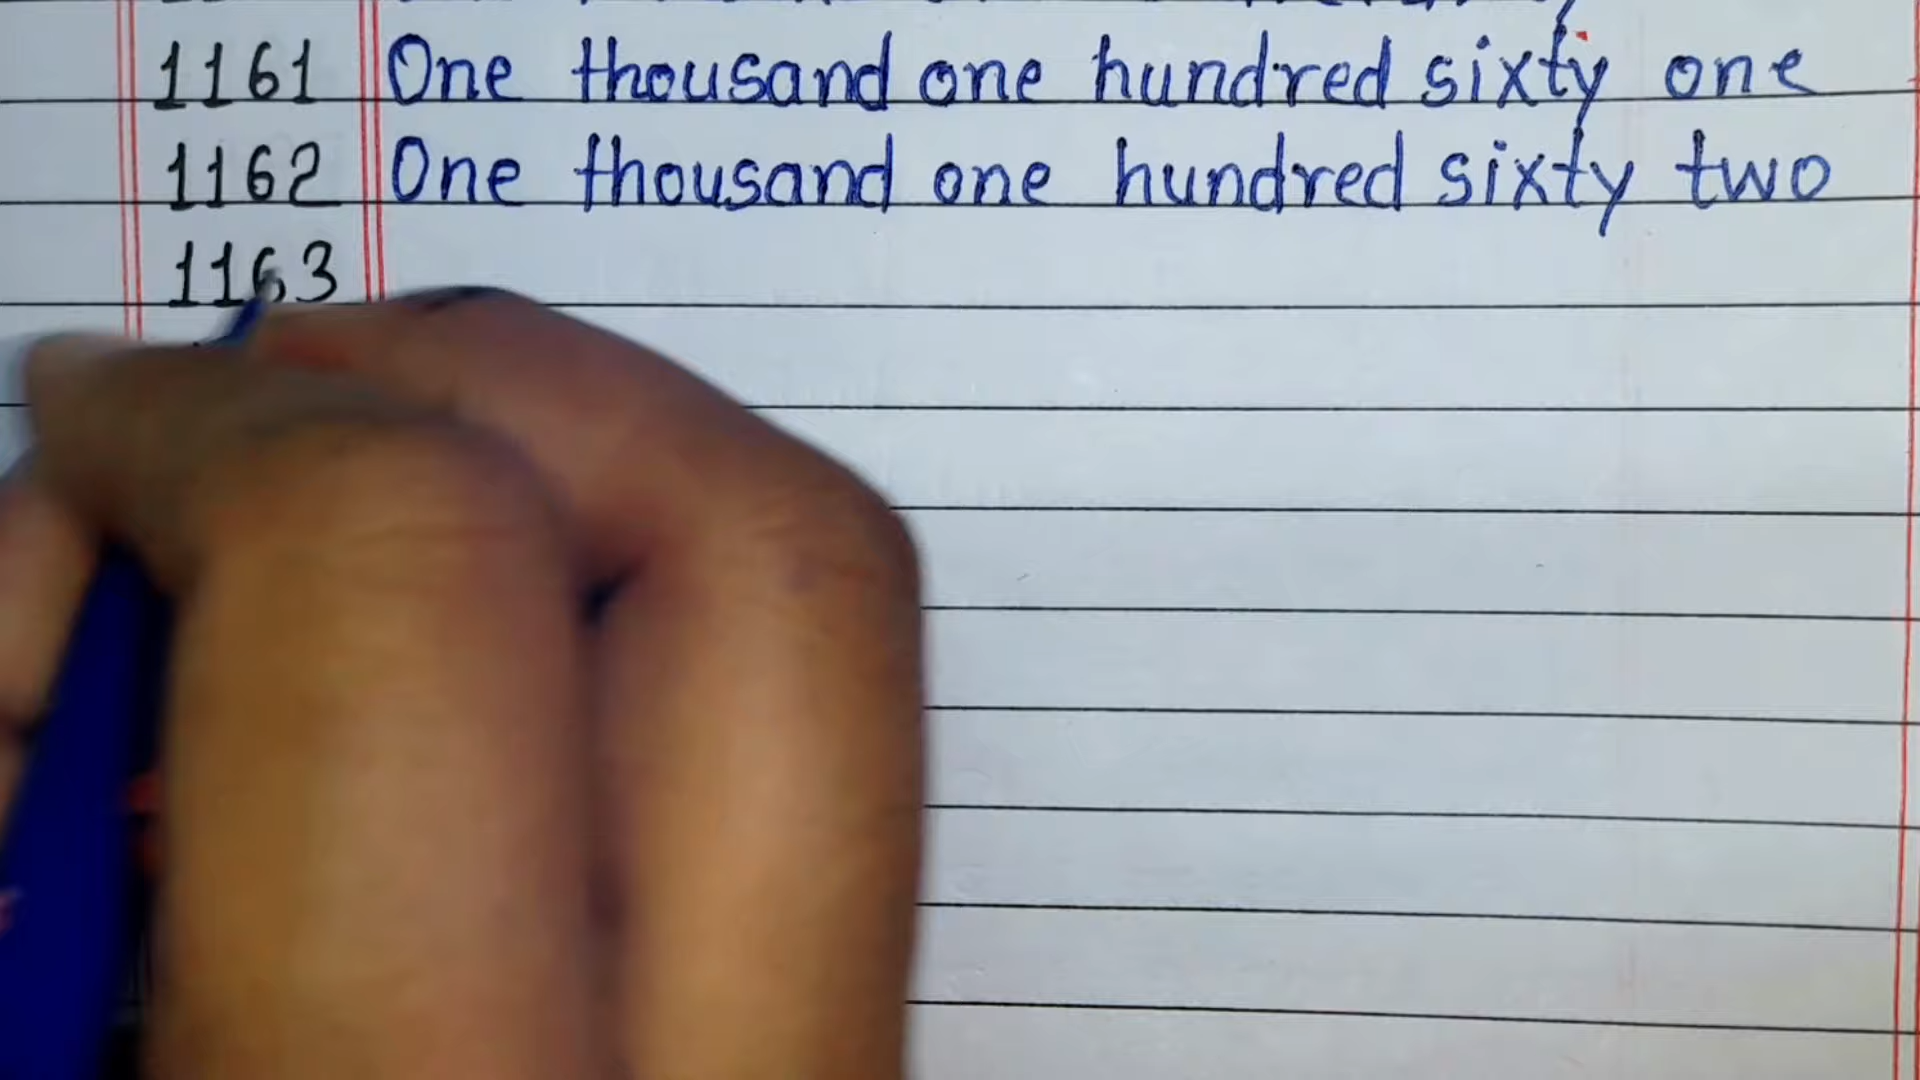 1161 One thousand one hundred sixty one
1162 One thousand one hundred sixty two
1163